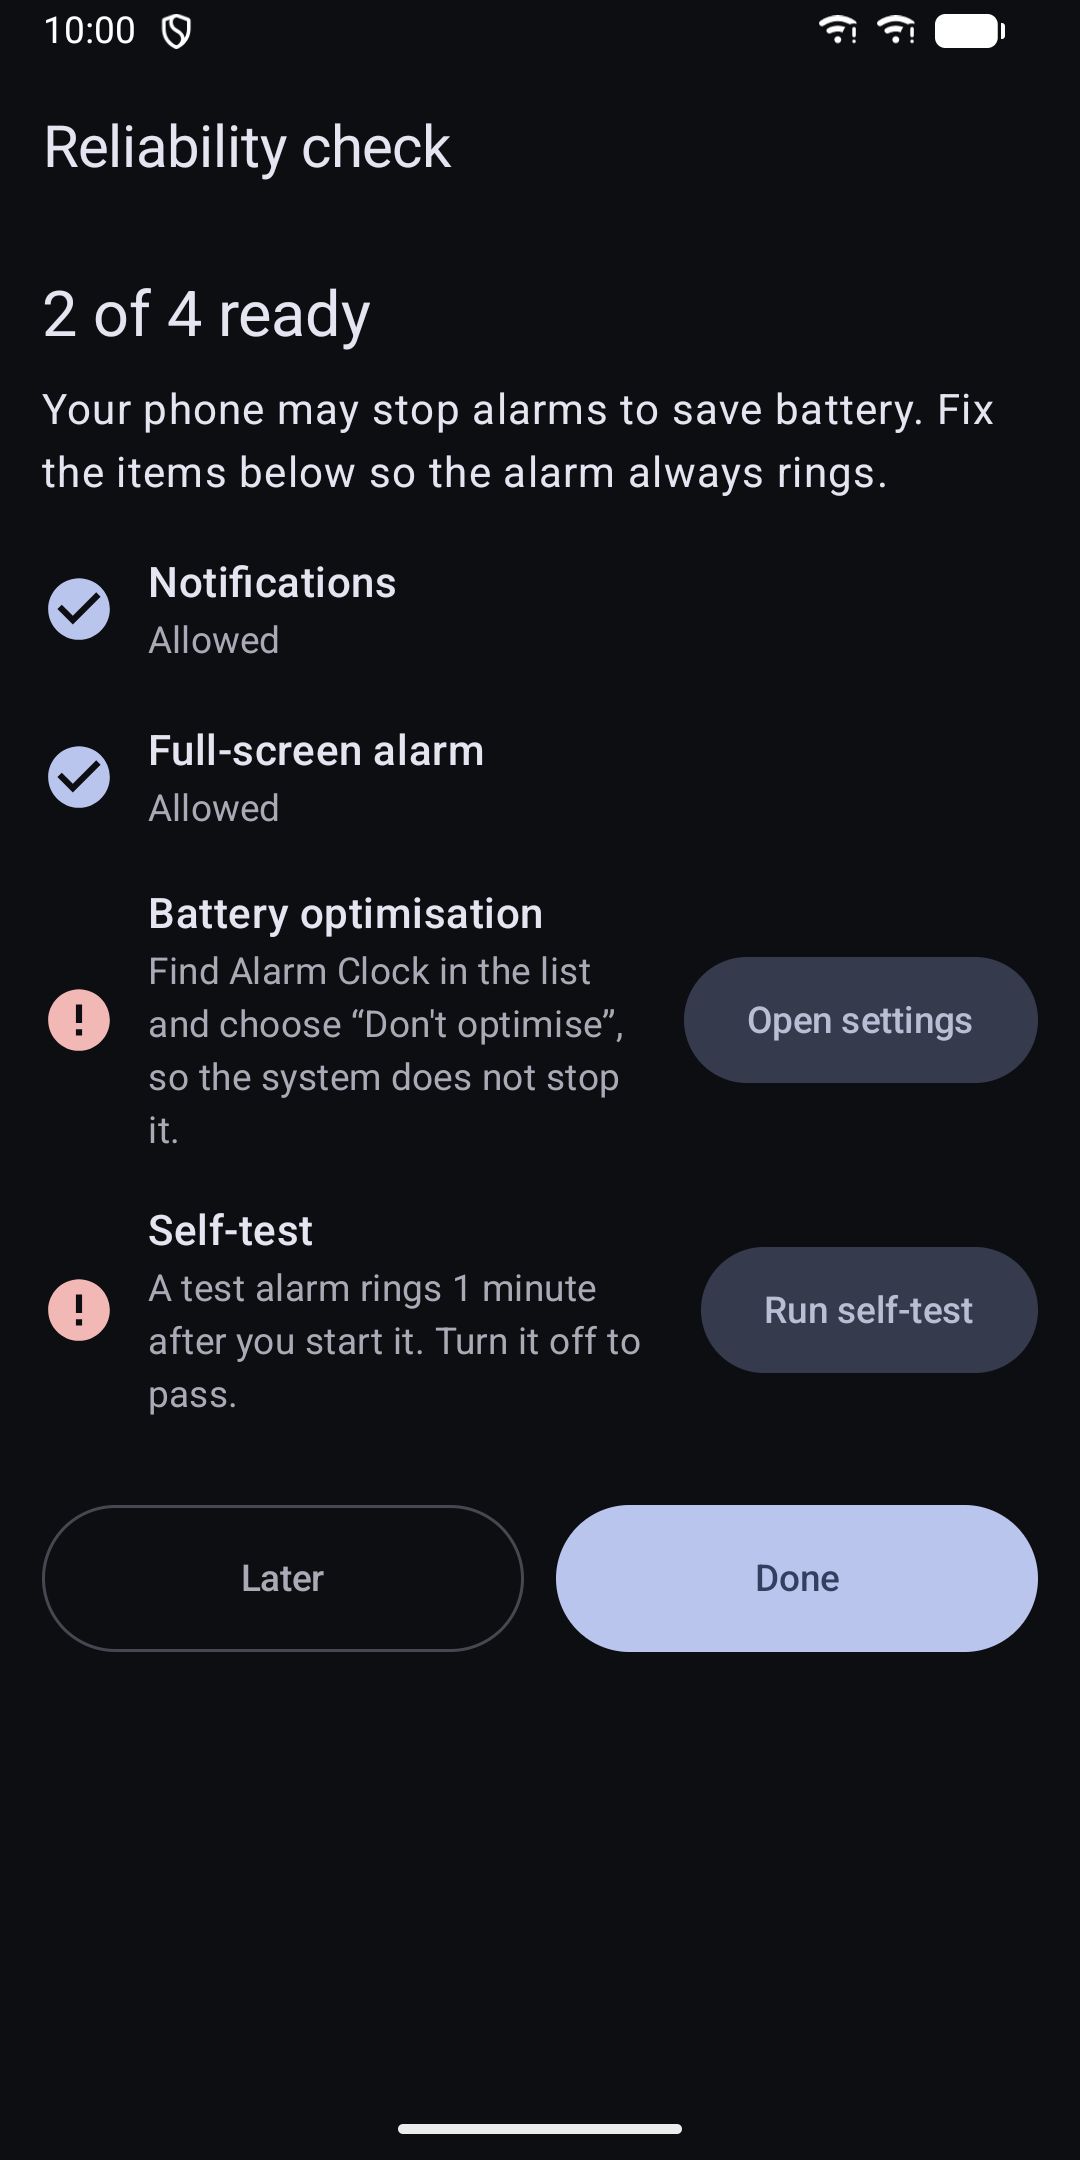 10:00
Reliability check
2 of 4 ready
Your phone may stop alarms to save battery. Fix
the items below so the alarm always rings.
Notifications
Allowed
Full-screen alarm
Allowed
Battery optimisation
Find Alarm Clock in the list
and choose “Don't optimise”,
so the system does not stop
it.
Open settings
Self-test
A test alarm rings 1 minute
after you start it. Turn it off to
pass.
Run self-test
Later
Done